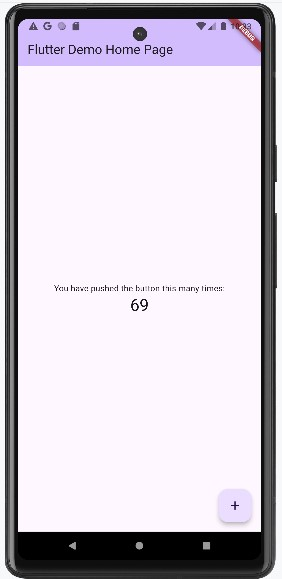 Flutter Demo Home Page
You have pushed the button this many times:
69